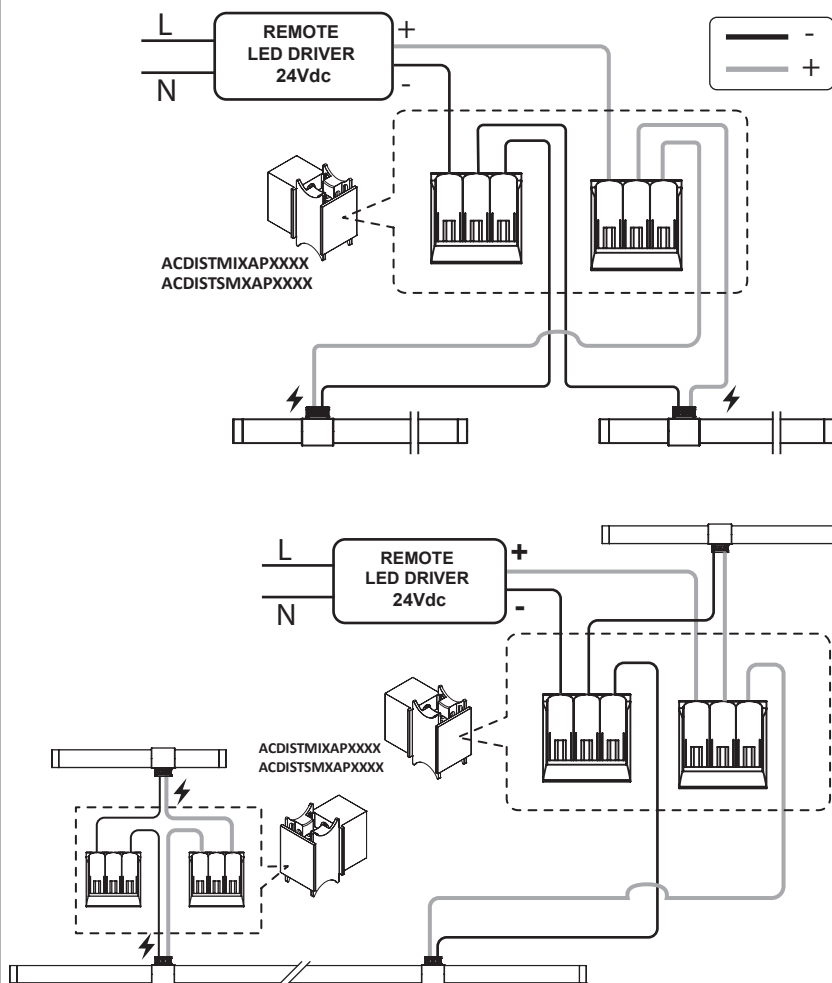 L
N
REMOTE
LED DRIVER
24Vdc
+
-
-
+
ACDISTMIXAPXXXX
ACDISTSMXAPXXXX
L
N
REMOTE
LED DRIVER
24Vdc
+
-
ACDISTMIXAPXXXX
ACDISTSMXAPXXXX